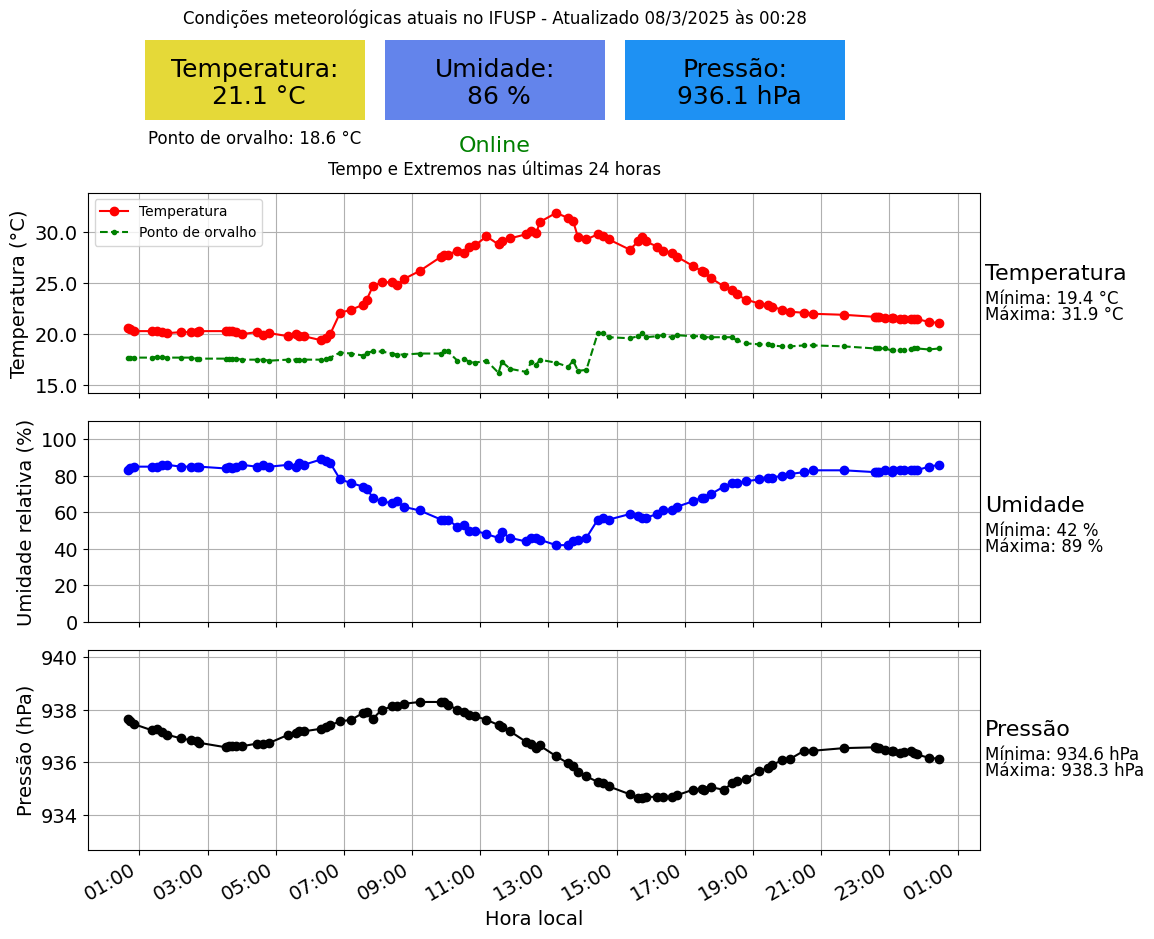 Condições meteorológicas atuais no IFUSP - Atualizado 08/3/2025 às 00:28
Temperatura:
21.1 °C
Umidade:
86 %
Pressão:
936.1 hPa
Ponto de orvalho: 18.6 °C
Online
Tempo e Extremos nas últimas 24 horas
Temperatura (°C)
30.0
25.0
20.0
15.0
Temperatura
Ponto de orvalho
Temperatura
Mínima: 19.4 °C
Máxima: 31.9 °C
Umidade relativa (%)
100
80
60
40
20
0
Umidade
Mínima: 42 %
Máxima: 89 %
Pressão (hPa)
940
938
936
934
Pressão
Mínima: 934.6 hPa
Máxima: 938.3 hPa
01:00 03:00 05:00 07:00 09:00 11:00 13:00 15:00 17:00 19:00 21:00 23:00 01:00
Hora local